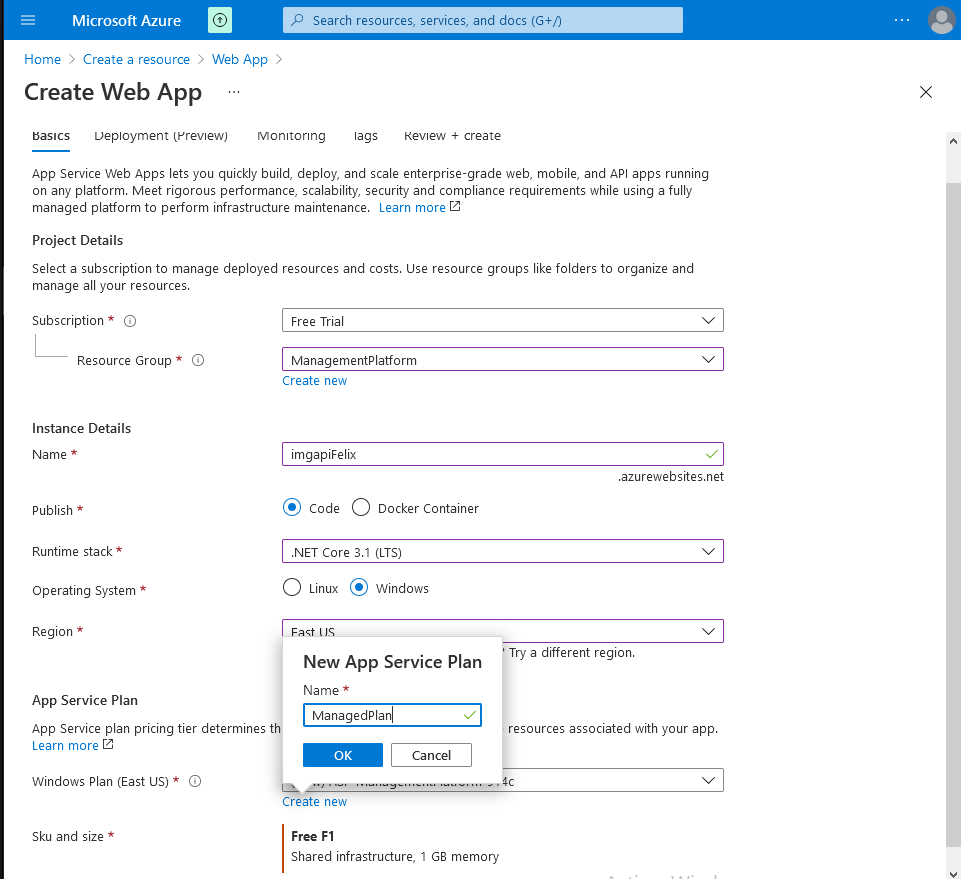 Microsoft Azure
Search resources, services, and docs (G+/)
Home > Create a resource > Web App >
Create Web App ...
Basics Deployment (Preview) Monitoring Tags Review + create
App Service Web Apps lets you quickly build, deploy, and scale enterprise-grade web, mobile, and API apps running
on any platform. Meet rigorous performance, scalability, security and compliance requirements while using a fully
managed platform to perform infrastructure maintenance. Learn more
Project Details
Select a subscription to manage deployed resources and costs. Use resource groups like folders to organize and
manage all your resources.
Subscription * Free Trial
Resource Group * ManagementPlatform
Create new
Instance Details
Name * imgapiFelix
.azurewebsites.net
Publish * Code Docker Container
Runtime stack * .NET Core 3.1 (LTS)
Operating System * Linux Windows
Region * East US
? Try a different region.
New App Service Plan
Name *
ManagedPlan
OK Cancel
App Service Plan
App Service plan pricing tier determines th
resources associated with your app.
Learn more
Windows Plan (East US) *
Create new
Sku and size * Free F1
Shared infrastructure, 1 GB memory